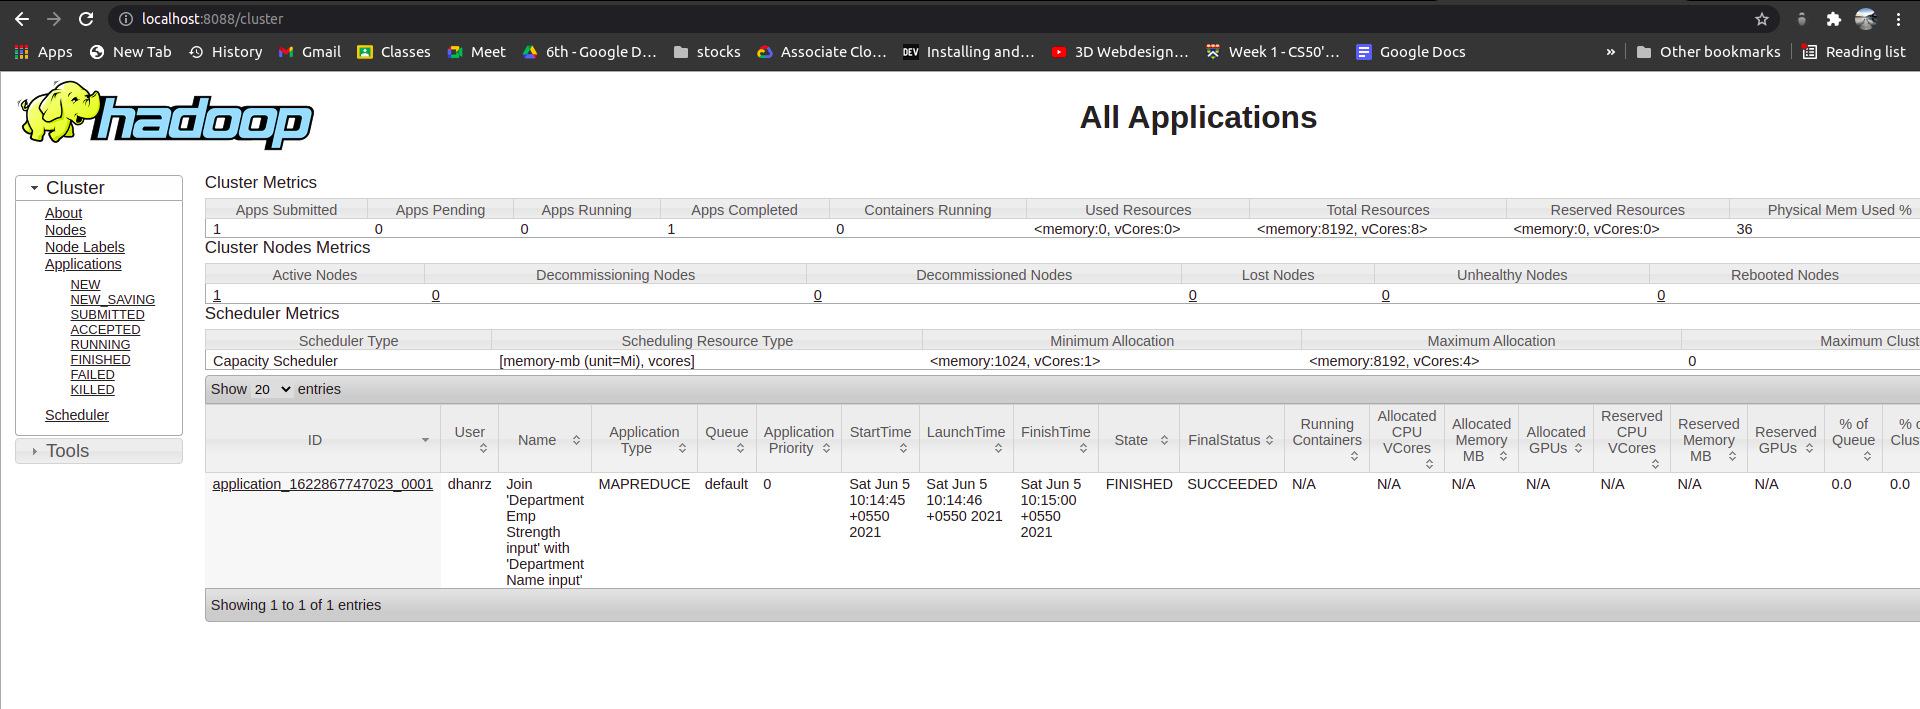 localhost:8088/cluster
Apps New Tab History Gmail Classes Meet 6th - Google D... stocks Associate Clo... DEV Installing and... 3D Webdesign... Week 1 - CS50'... Google Docs » Other bookmarks Reading list
hadoop
All Applications
Cluster
About
Nodes
Node Labels
Applications
NEW
NEW_SAVING
SUBMITTED
ACCEPTED
RUNNING
FINISHED
FAILED
KILLED
Scheduler
Tools
Cluster Metrics
Apps Submitted Apps Pending Apps Running Apps Completed Containers Running Used Resources Total Resources Reserved Resources Physical Mem Used %
1 0 0 1 0 <memory:0, vCores:0> <memory:8192, vCores:8> <memory:0, vCores:0> 36
Cluster Nodes Metrics
Active Nodes Decommissioning Nodes Decommissioned Nodes Lost Nodes Unhealthy Nodes Rebooted Nodes
1 0 0 0 0 0
Scheduler Metrics
Scheduler Type Scheduling Resource Type Minimum Allocation Maximum Allocation Maximum Clust
Capacity Scheduler [memory-mb (unit=Mi), vcores] <memory:1024, vCores:1> <memory:8192, vCores:4> 0
Show 20 entries
ID User Name Application Type Queue Application Priority StartTime LaunchTime FinishTime State FinalStatus Running Containers Allocated CPU VCores Allocated Memory MB Allocated GPUs Reserved CPU VCores Reserved Memory MB Reserved GPUs % of Queue % o Clus
application_1622867747023_0001 dhanrz Join 'Department Emp Strength input' with 'Department Name input' MAPREDUCE default 0 Sat Jun 5 10:14:45 +0550 2021 Sat Jun 5 10:14:46 +0550 2021 Sat Jun 5 10:15:00 +0550 2021 FINISHED SUCCEEDED N/A N/A N/A N/A N/A N/A N/A 0.0 0.0
Showing 1 to 1 of 1 entries